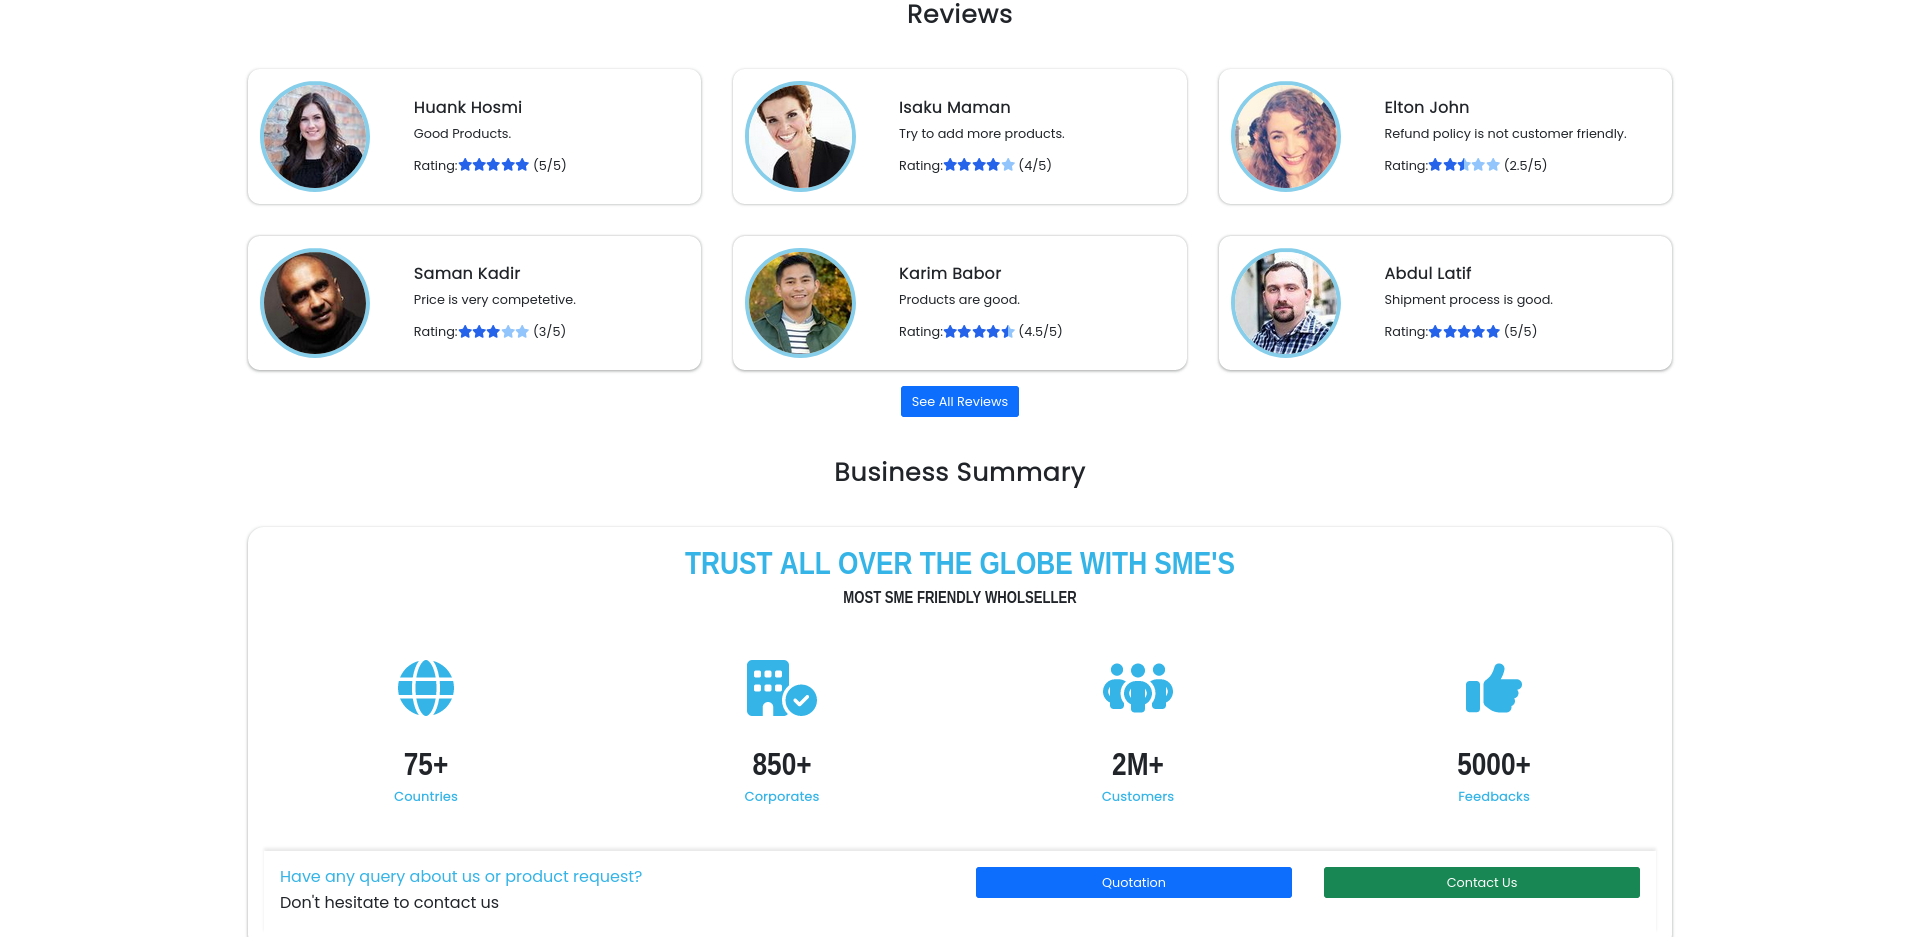 Reviews
Huank Hosmi
Good Products.
Rating: (5/5)
Isaku Maman
Try to add more products.
Rating: (4/5)
Elton John
Refund policy is not customer friendly.
Rating: (2.5/5)
Saman Kadir
Price is very competetive.
Rating: (3/5)
Karim Babor
Products are good.
Rating: (4.5/5)
Abdul Latif
Shipment process is good.
Rating: (5/5)
See All Reviews
Business Summary
TRUST ALL OVER THE GLOBE WITH SME'S
MOST SME FRIENDLY WHOLSELLER
75+
Countries
850+
Corporates
2M+
Customers
5000+
Feedbacks
Have any query about us or product request?
Don't hesitate to contact us
Quotation
Contact Us